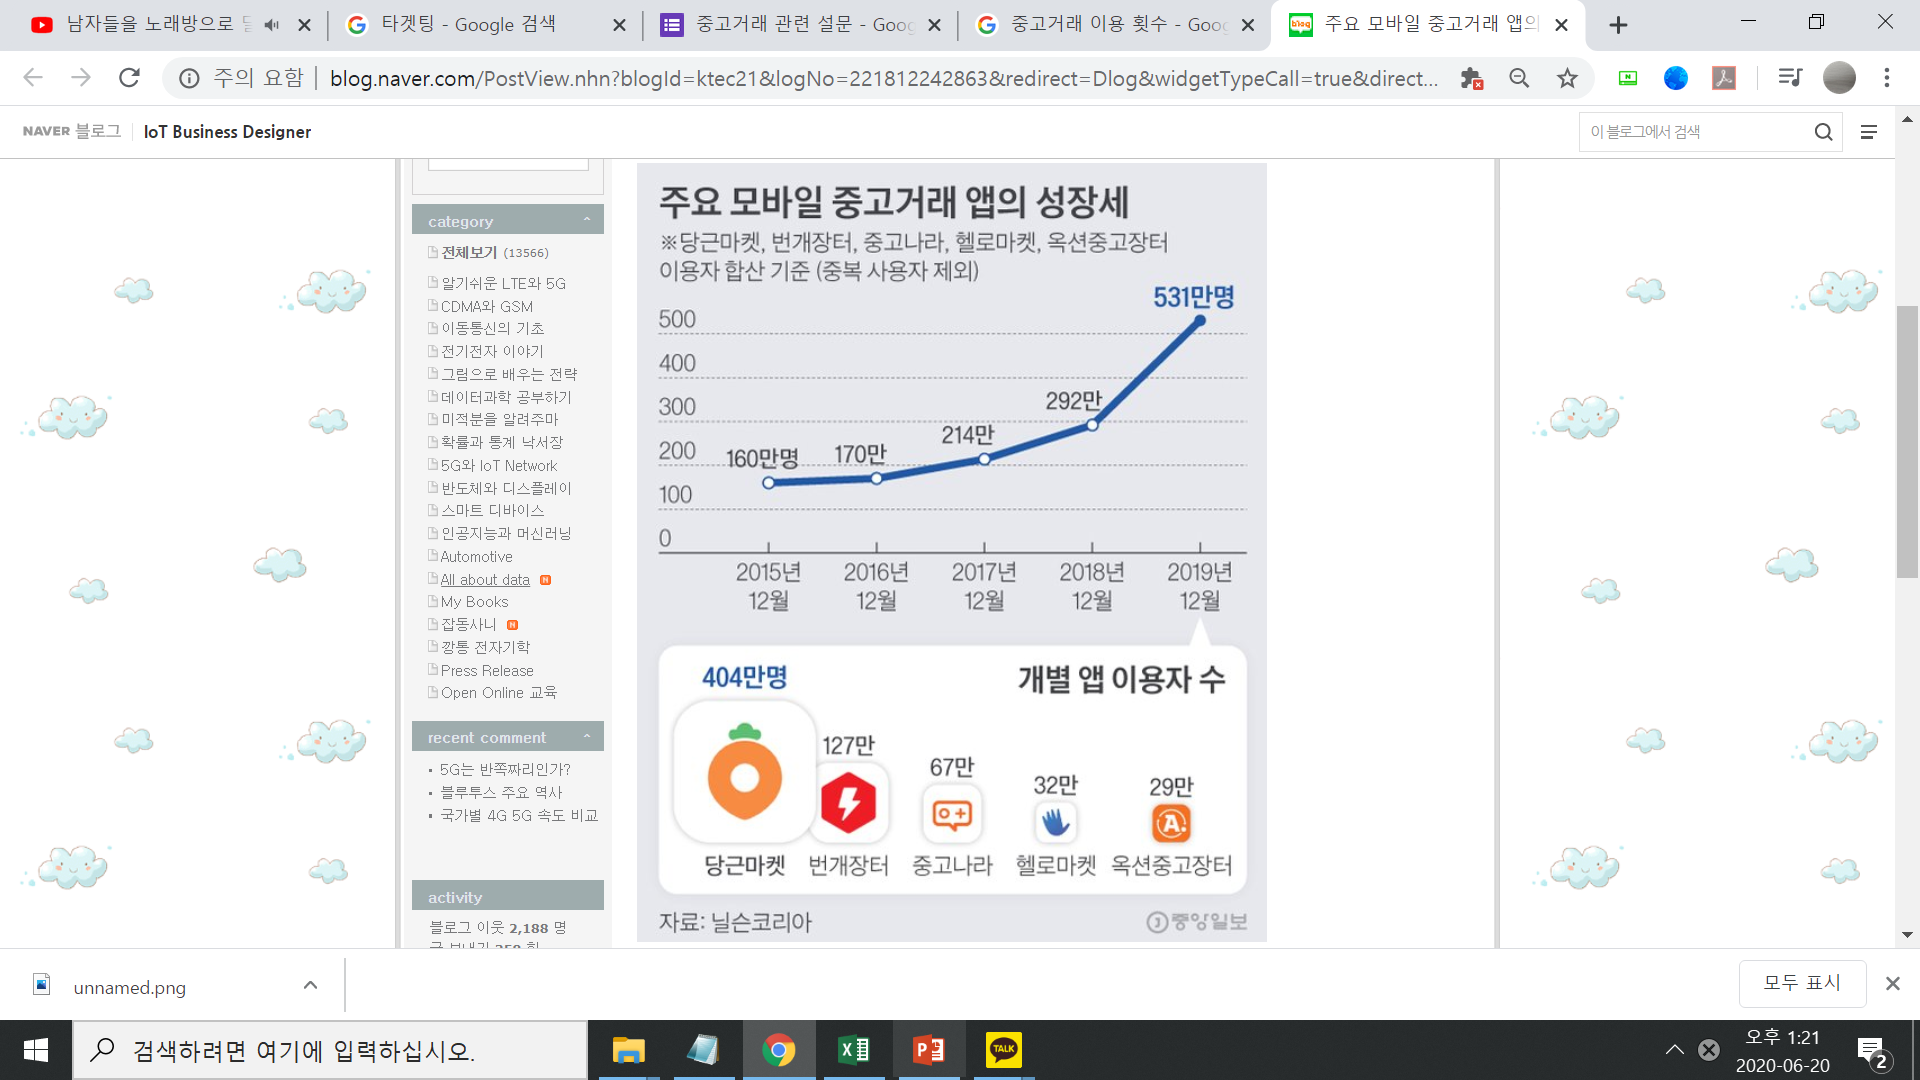 남자들을 노래방으로
타겟팅 - Google 검색
중고거래 관련 설문 - Goog
중고거래 이용 횟수 - Goog
주요 모바일 중고거래 앱의
주의 요함
blog.naver.com/PostView.nhn?blogId=ktec21&logNo=221812242863&redirect=Dlog&widgetTypeCall=true&direct...
NAVER 블로그
IoT Business Designer
이 블로그에서 검색
category
전체보기 (13566)
알기쉬운 LTE와 5G
CDMA와 GSM
이동통신의 기초
전기전자 이야기
그림으로 배우는 전략
데이터과학 공부하기
미적분을 알려주마
확률과 통계 낙서장
5G와 IoT Network
반도체와 디스플레이
스마트 디바이스
인공지능과 머신러닝
Automotive
All about data N
My Books
잡동사니 N
깡통 전자기학
Press Release
Open Online 교육
recent comment
5G는 반쪽짜리인가?
블루투스 주요 역사
국가별 4G 5G 속도 비교
activity
블로그 이웃 2,188 명
주요 모바일 중고거래 앱의 성장세
※당근마켓, 번개장터, 중고나라, 헬로마켓, 옥션중고장터
이용자 합산 기준 (중복 사용자 제외)
531만명
500
400
300
292만
214만
200
160만명
170만
100
0
2015년 12월
2016년 12월
2017년 12월
2018년 12월
2019년 12월
개별 앱 이용자 수
404만명
127만
67만
32만
29만
당근마켓
번개장터
중고나라
헬로마켓
옥션중고장터
자료: 닐슨코리아
중앙일보
unnamed.png
모두 표시
검색하려면 여기에 입력하십시오.
TALK
오후 1:21
2020-06-20
2